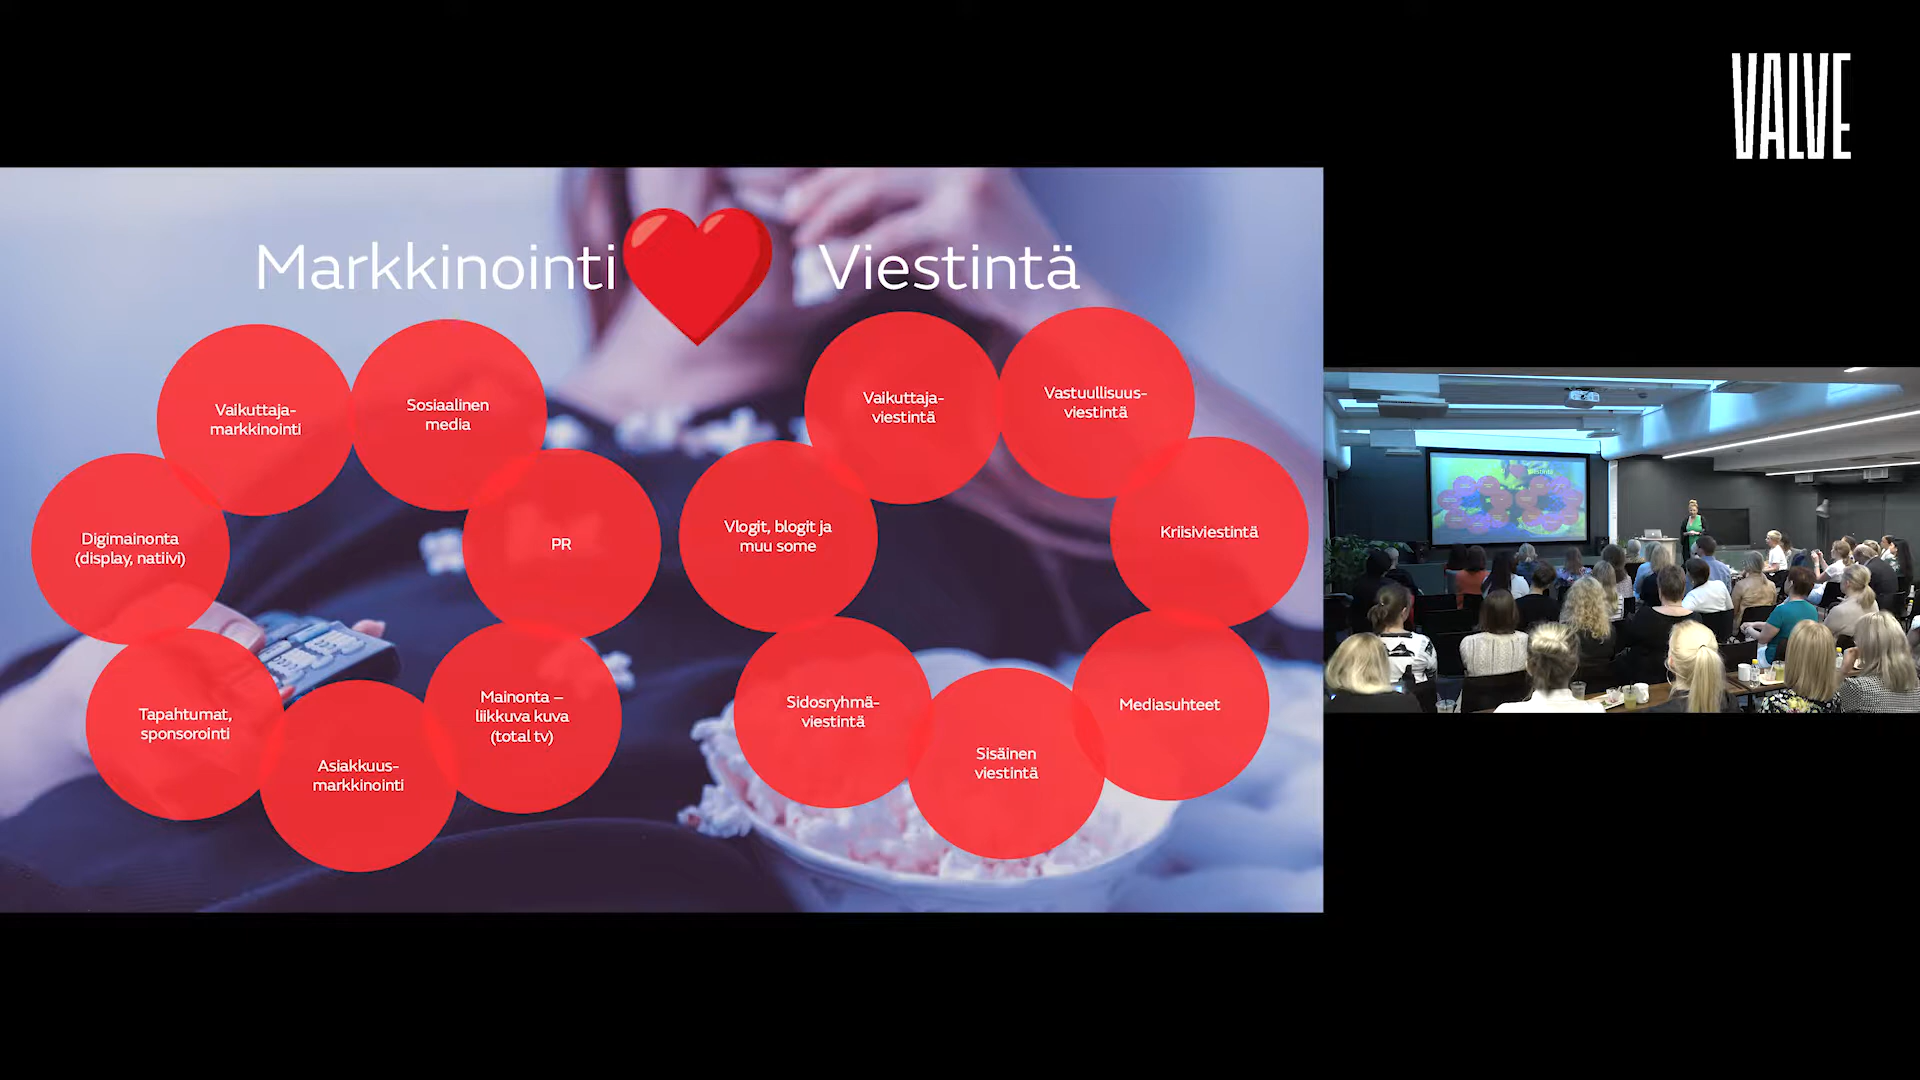 VALVE
Markkinointi
Viestintä
Vaikuttaja-
markkinointi
Sosiaalinen
media
Digimainonta
(display, natiivi)
PR
Tapahtumat,
sponsorointi
Asiakkuus-
markkinointi
Mainonta –
liikkuva kuva
(total tv)
Vaikuttaja-
viestintä
Vastuullisuus-
viestintä
Vlogit, blogit ja
muu some
Kriisiviestintä
Sidosryhmä-
viestintä
Sisäinen
viestintä
Mediasuhteet
Viestintä